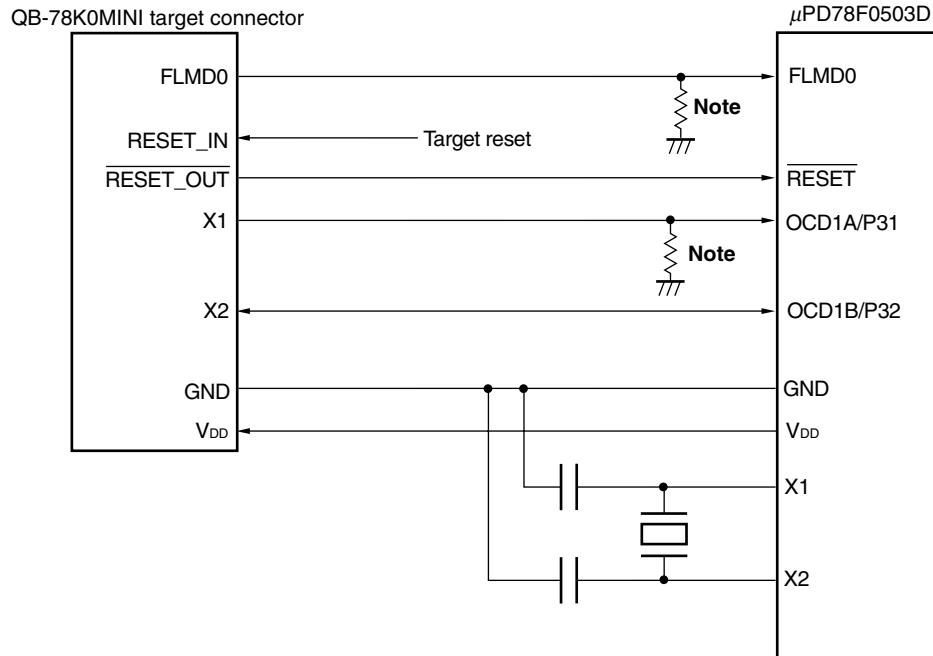 QB-78K0MINI target connector
μPD78F0503D
FLMD0
FLMD0
Note
RESET_IN
Target reset
RESET_OUT
RESET
X1
OCD1A/P31
Note
X2
OCD1B/P32
GND
GND
VDD
VDD
X1
X2